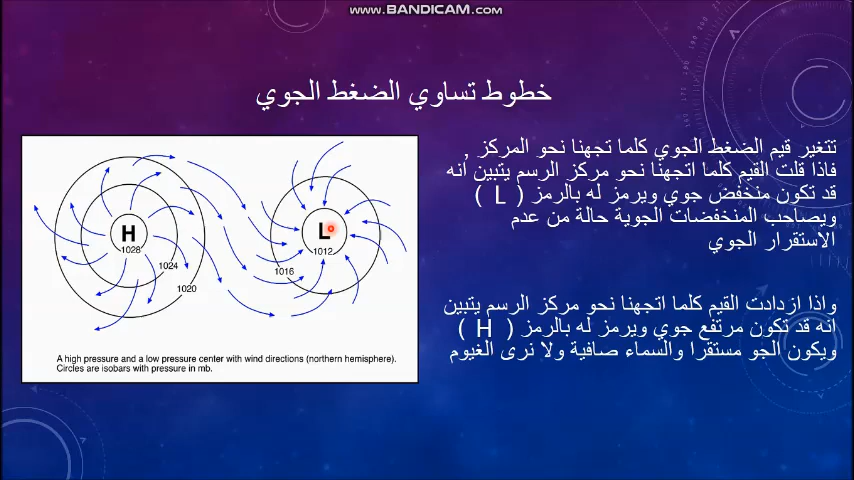 www.BANDICAM.com
خطوط تساوي الضغط الجوي
تتغير قيم الضغط الجوي كلما تجهنا نحو المركز ,
فاذا قلت القيم كلما اتجهنا نحو مركز الرسم يتبين انه
قد تكون منخفض جوي ويرمز له بالرمز ( L )
ويصاحب المنخفضات الجوية حالة من عدم
الاستقرار الجوي
واذا ازدادت القيم كلما اتجهنا نحو مركز الرسم يتبين
انه قد تكون مرتفع جوي ويرمز له بالرمز ( H )
ويكون الجو مستقرا والسماء صافية ولا نرى الغيوم
H
1028
1024
1020
L
1012
1016
A high pressure and a low pressure center with wind directions (northern hemisphere).
Circles are isobars with pressure in mb.